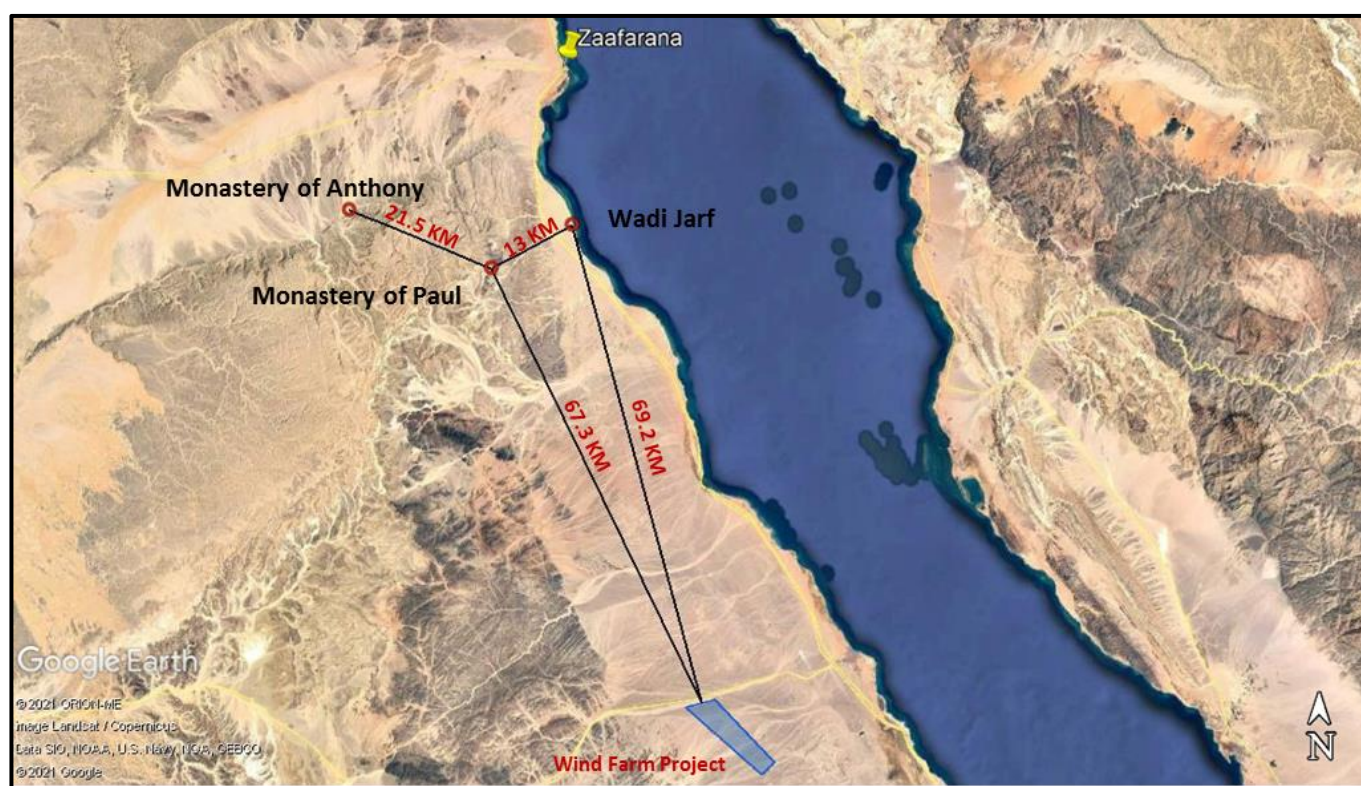 Zaafarana
Monastery of Anthony
21.5 KM
13 KM
Wadi Jarf
Monastery of Paul
67.3 KM
69.2 KM
Google Earth
©2021 ORION-ME
Image Landsat / Copernicus
Data SIO, NOAA, U.S. Navy, NGA, GEBCO
©2021 Google
Wind Farm Project
N